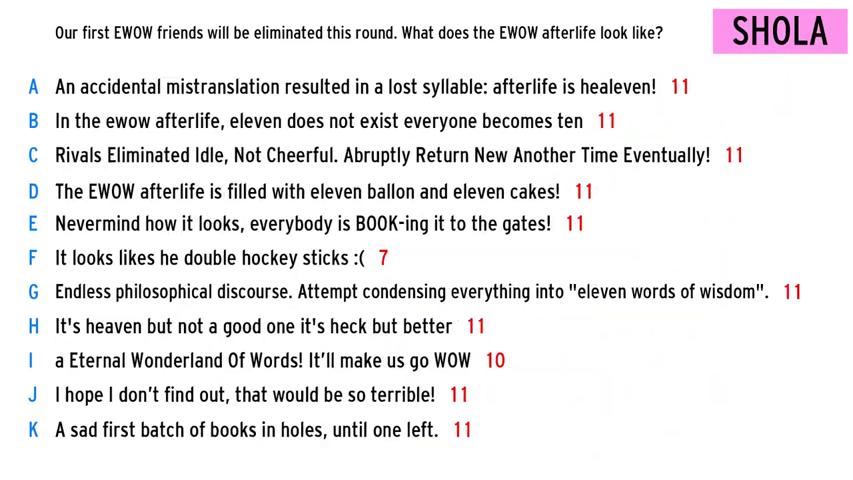 Our first EWOW friends will be eliminated this round. What does the EWOW afterlife look like?
SHOLA
A An accidental mistranslation resulted in a lost syllable: afterlife is healeven! 11
B In the ewow afterlife, eleven does not exist everyone becomes ten 11
C Rivals Eliminated Idle, Not Cheerful. Abruptly Return New Another Time Eventually! 11
D The EWOW afterlife is filled with eleven ballon and eleven cakes! 11
E Nevermind how it looks, everybody is BOOK-ing it to the gates! 11
F It looks likes he double hockey sticks :( 7
G Endless philosophical discourse. Attempt condensing everything into "eleven words of wisdom". 11
H It's heaven but not a good one it's heck but better 11
I a Eternal Wonderland Of Words! It'll make us go WOW 10
J I hope I don't find out, that would be so terrible! 11
K A sad first batch of books in holes, until one left. 11